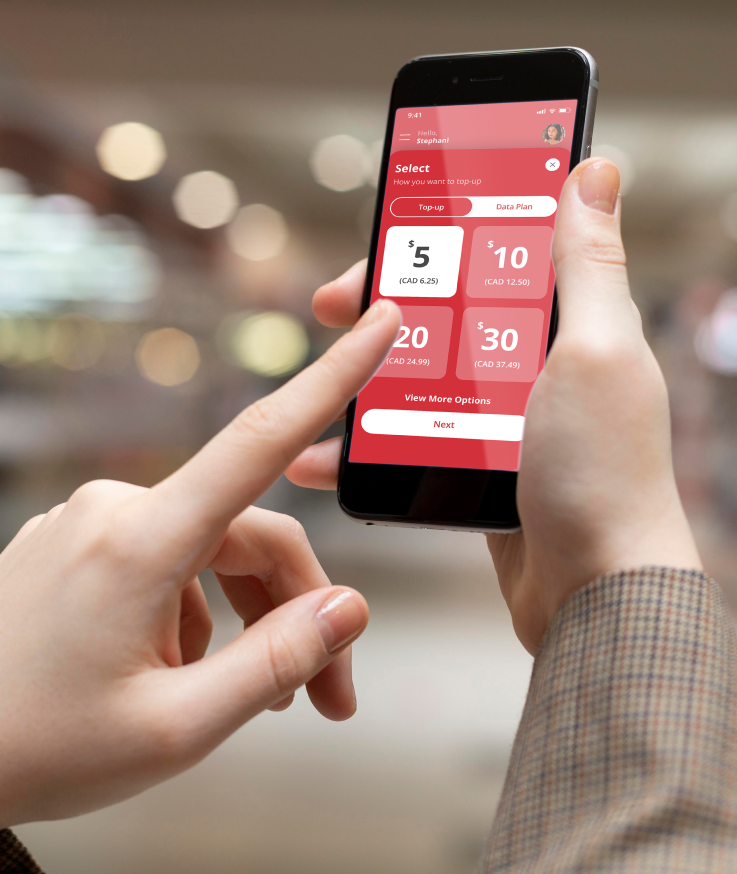 9:41
Hello,
Stephani
Select
How you want to top-up
Top-up
Data Plan
$5
(CAD 6.25)
$10
(CAD 12.50)
20
(CAD 24.99)
$30
(CAD 37.49)
View More Options
Next